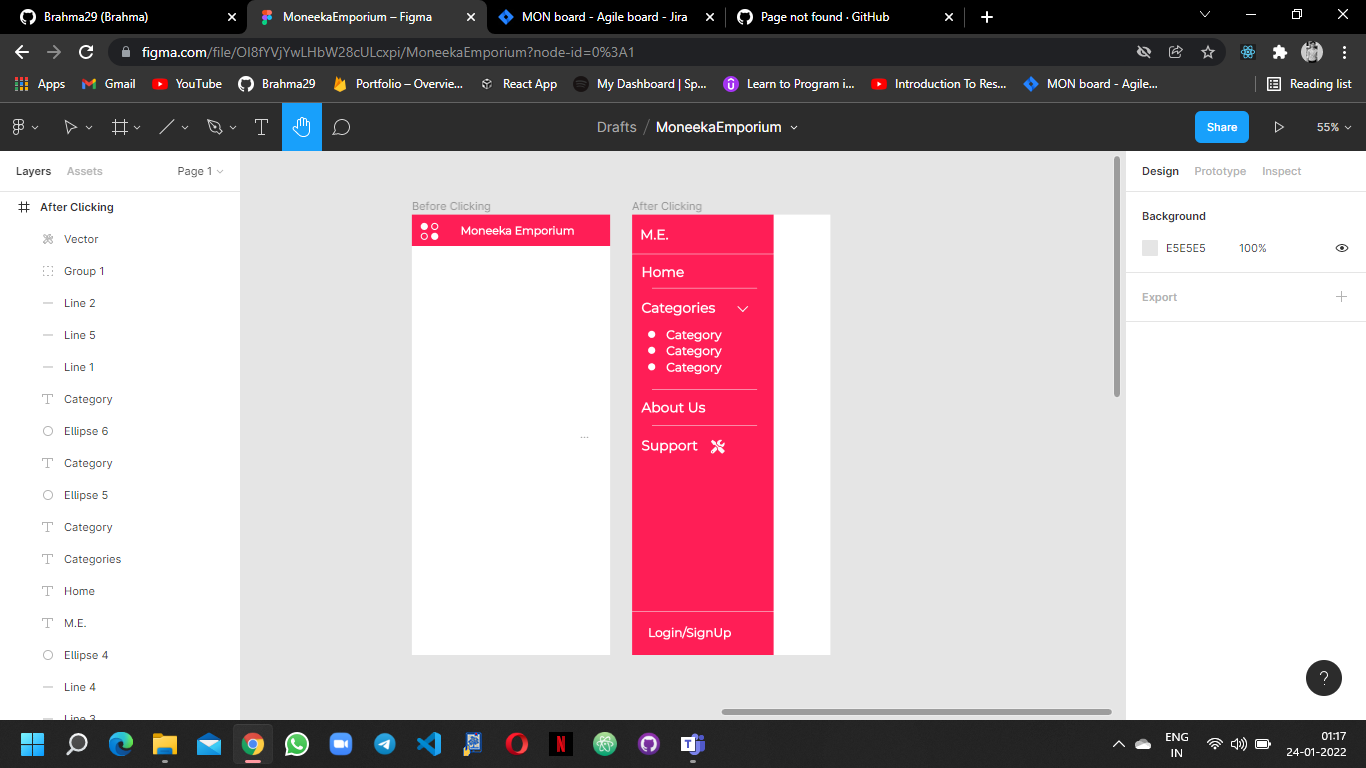 Brahma29 (Brahma)
MoneekaEmporium – Figma
MON board - Agile board - Jira
Page not found · GitHub
figma.com/file/OI8fYVjYwLHbW28cULcxpi/MoneekaEmporium?node-id=0%3A1
Apps
Gmail
YouTube
Brahma29
Portfolio – Overvie...
React App
My Dashboard | Sp...
Learn to Program i...
Introduction To Res...
MON board - Agile...
Reading list
Drafts / MoneekaEmporium
Share
55%
Layers
Assets
Page 1
After Clicking
Vector
Group 1
Line 2
Line 5
Line 1
Category
Ellipse 6
Category
Ellipse 5
Category
Categories
Home
M.E.
Ellipse 4
Line 4
Line 3
Before Clicking
Moneeka Emporium
...
After Clicking
M.E.
Home
Categories
Category
Category
Category
About Us
Support
Login/SignUp
Design
Prototype
Inspect
Background
E5E5E5
100%
Export
?
ENG
IN
01:17
24-01-2022